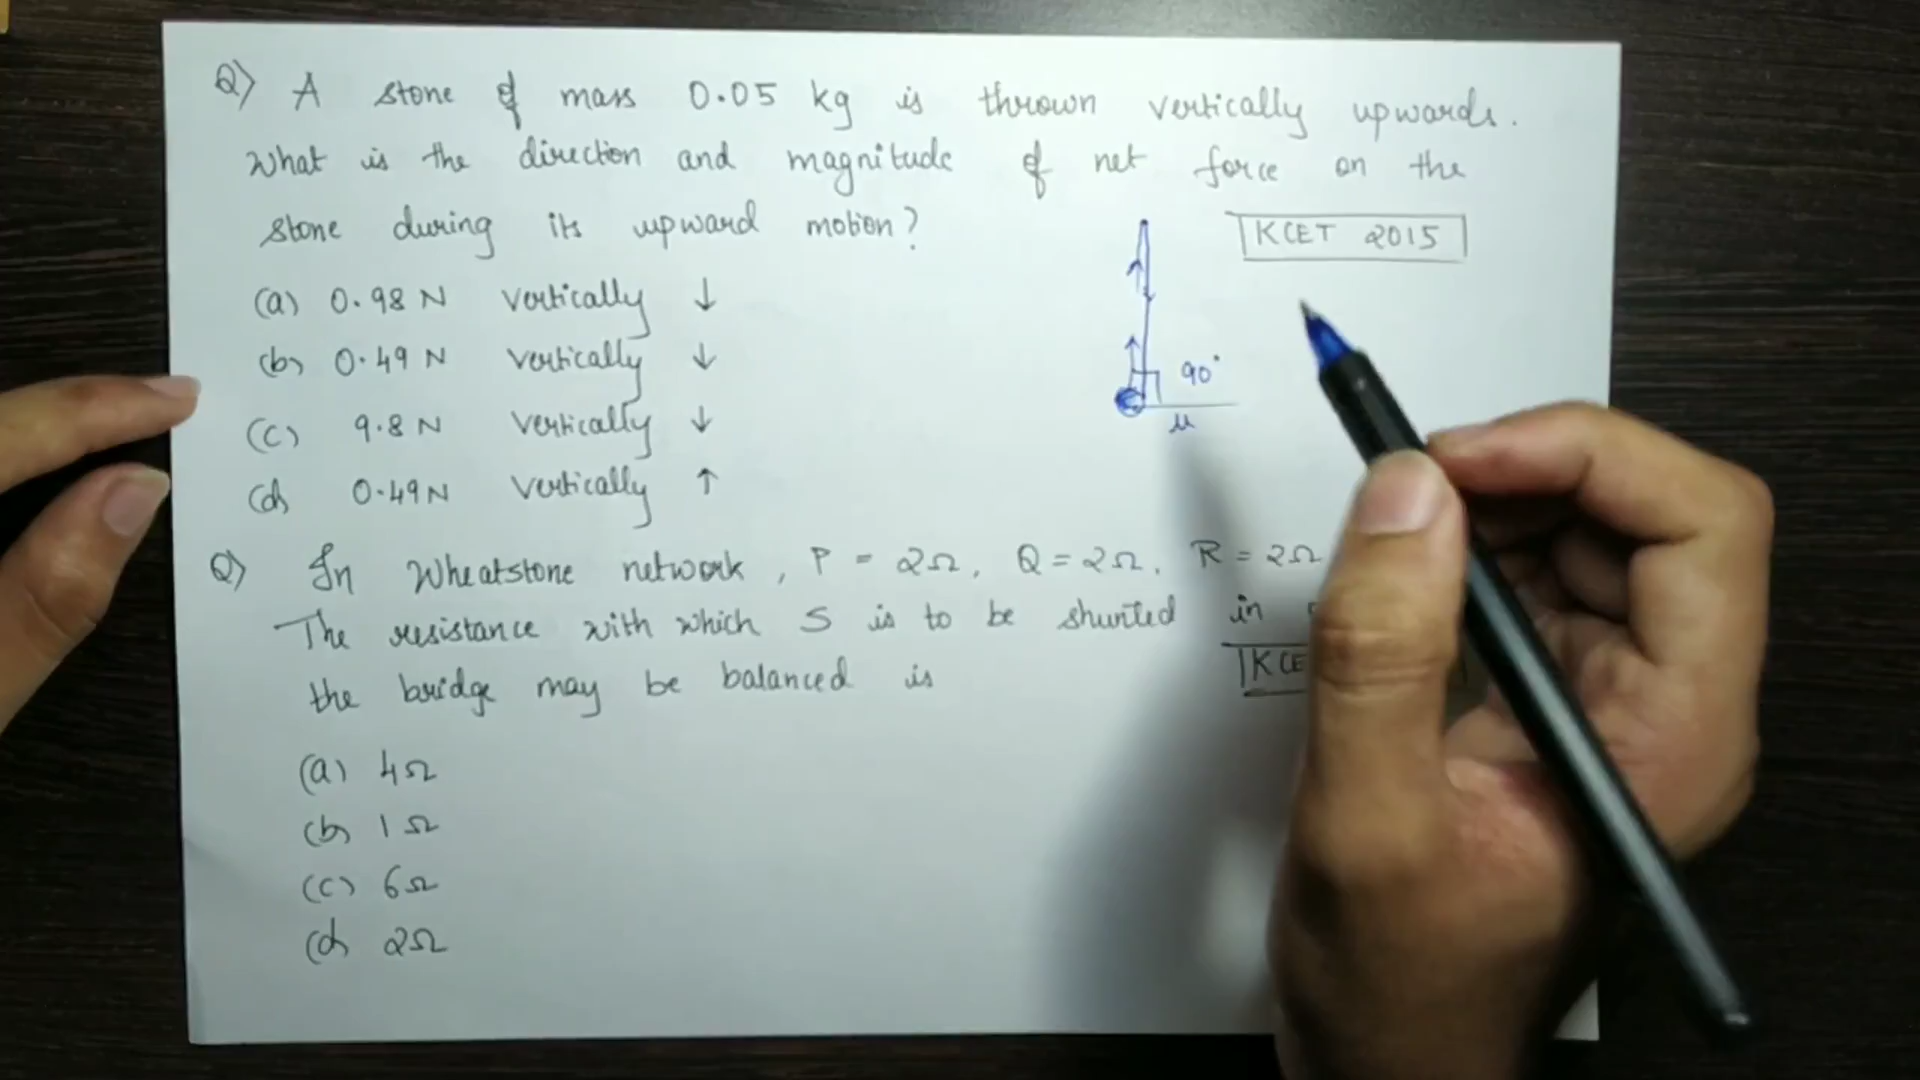 Q) A stone of mass 0.05 kg is thrown vertically upwards.
What is the direction and magnitude of net force on the
stone during its upward motion?
KCET 2015
(a) 0.98 N vertically ↓
(b) 0.49 N vertically ↓
(c) 9.8 N vertically ↓
(d) 0.49 N vertically ↑
90°
u
Q) In Wheatstone network, P = 2Ω, Q = 2Ω, R = 2Ω
The resistance with which S is to be shunted in
the bridge may be balanced is
(a) 4Ω
(b) 1Ω
(c) 6Ω
(d) 2Ω